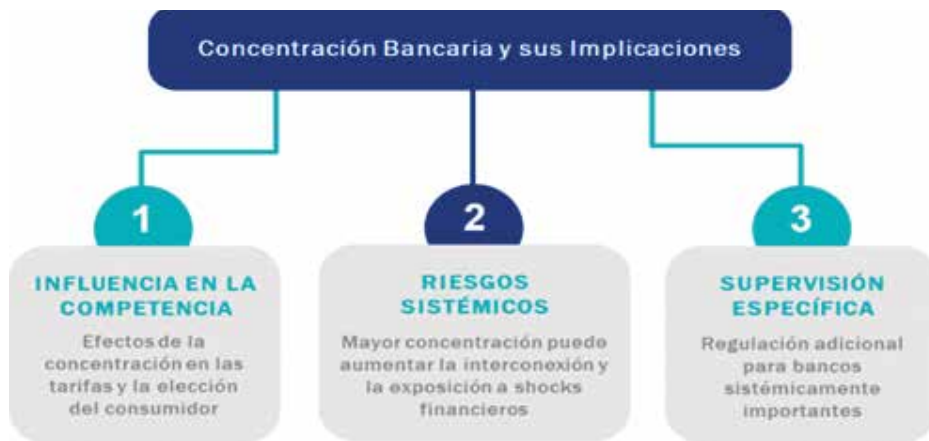 Concentración Bancaria y sus Implicaciones
1
INFLUENCIA EN LA
COMPETENCIA
Efectos de la
concentración en las
tarifas y la elección
del consumidor
2
RIESGOS
SISTÉMICOS
Mayor concentración puede
aumentar la interconexión y
la exposición a shocks
financieros
3
SUPERVISIÓN
ESPECÍFICA
Regulación adicional
para bancos
sistémicamente
importantes